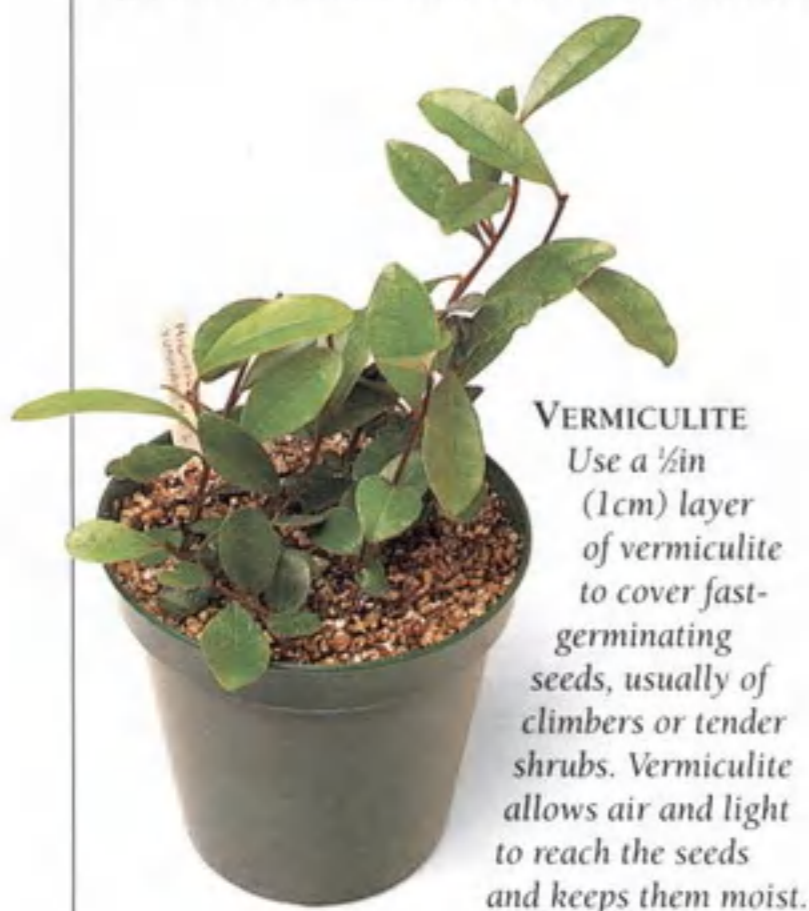 VERMICULITE
Use a ½in
(1cm) layer
of vermiculite
to cover fast-
germinating
seeds, usually of
climbers or tender
shrubs. Vermiculite
allows air and light
to reach the seeds
and keeps them moist.